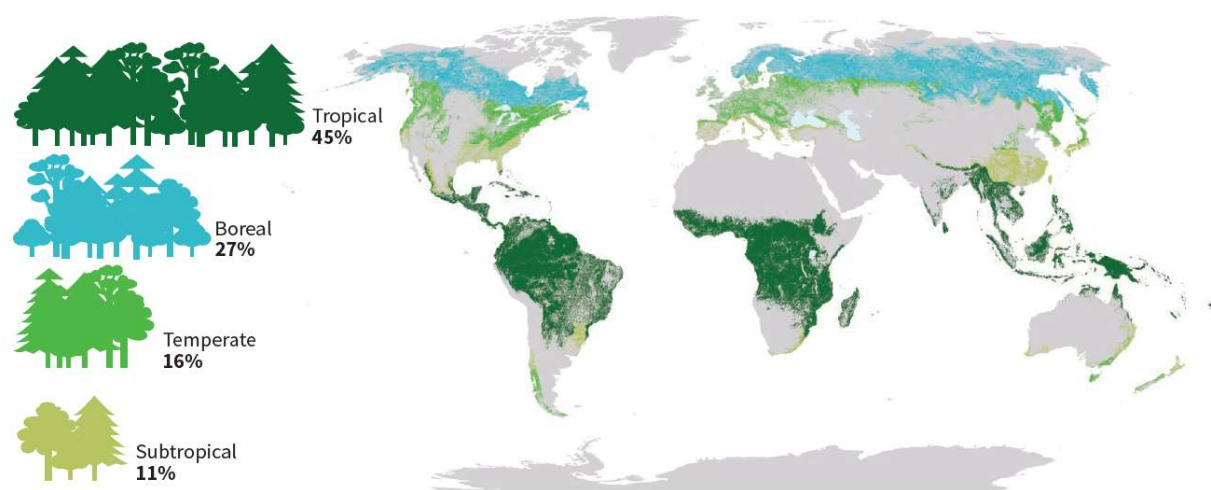 Tropical
45%
Boreal
27%
Temperate
16%
Subtropical
11%